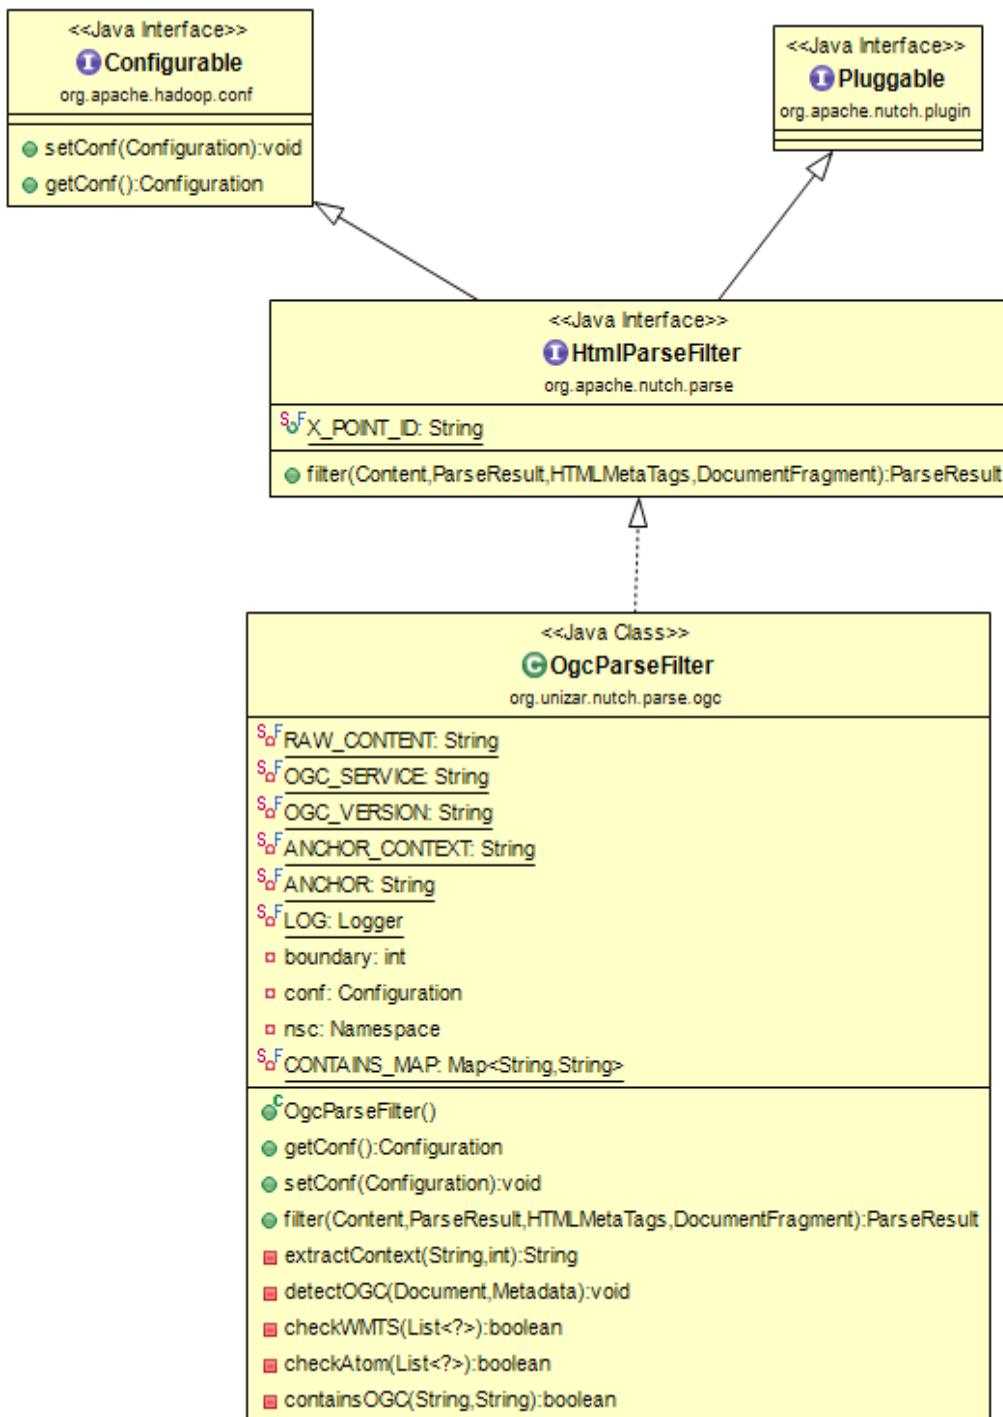 <<Java Interface>>
Configurable
org.apache.hadoop.conf
setConf(Configuration):void
getConf():Configuration
<<Java Interface>>
Pluggable
org.apache.nutch.plugin
<<Java Interface>>
HtmlParseFilter
org.apache.nutch.parse
X_POINT_ID: String
filter(Content,ParseResult,HTMLMetaTags,DocumentFragment):ParseResult
<<Java Class>>
OgcParseFilter
org.unizar.nutch.parse.ogc
RAW_CONTENT: String
OGC_SERVICE: String
OGC_VERSION: String
ANCHOR_CONTEXT: String
ANCHOR: String
LOG: Logger
boundary: int
conf: Configuration
nsc: Namespace
CONTAINS_MAP: Map<String,String>
OgcParseFilter()
getConf():Configuration
setConf(Configuration):void
filter(Content,ParseResult,HTMLMetaTags,DocumentFragment):ParseResult
extractContext(String,int):String
detectOGC(Document,Metadata):void
checkWMTS(List<?>):boolean
checkAtom(List<?>):boolean
containsOGC(String,String):boolean